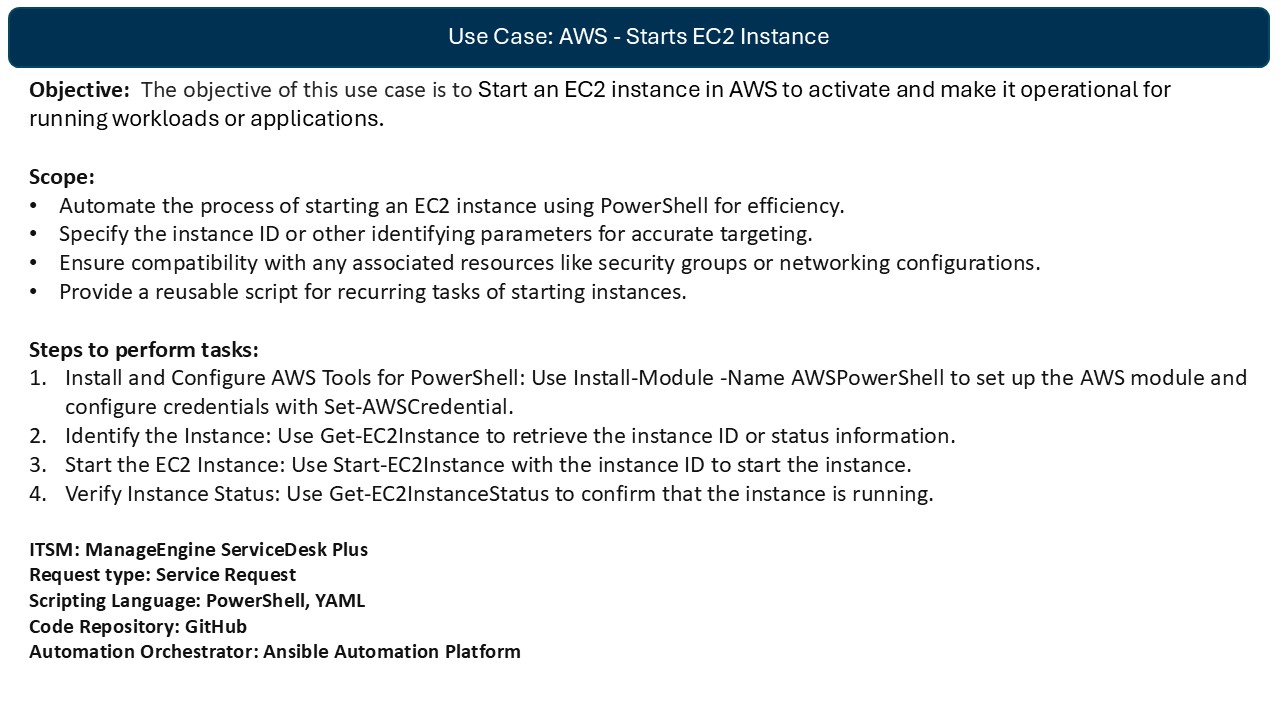 Use Case: AWS - Starts EC2 Instance
Objective: The objective of this use case is to Start an EC2 instance in AWS to activate and make it operational for
running workloads or applications.
Scope:
• Automate the process of starting an EC2 instance using PowerShell for efficiency.
• Specify the instance ID or other identifying parameters for accurate targeting.
• Ensure compatibility with any associated resources like security groups or networking configurations.
• Provide a reusable script for recurring tasks of starting instances.
Steps to perform tasks:
1. Install and Configure AWS Tools for PowerShell: Use Install-Module -Name AWSPowerShell to set up the AWS module and
configure credentials with Set-AWSCredential.
2. Identify the Instance: Use Get-EC2Instance to retrieve the instance ID or status information.
3. Start the EC2 Instance: Use Start-EC2Instance with the instance ID to start the instance.
4. Verify Instance Status: Use Get-EC2InstanceStatus to confirm that the instance is running.
ITSM: ManageEngine ServiceDesk Plus
Request type: Service Request
Scripting Language: PowerShell, YAML
Code Repository: GitHub
Automation Orchestrator: Ansible Automation Platform